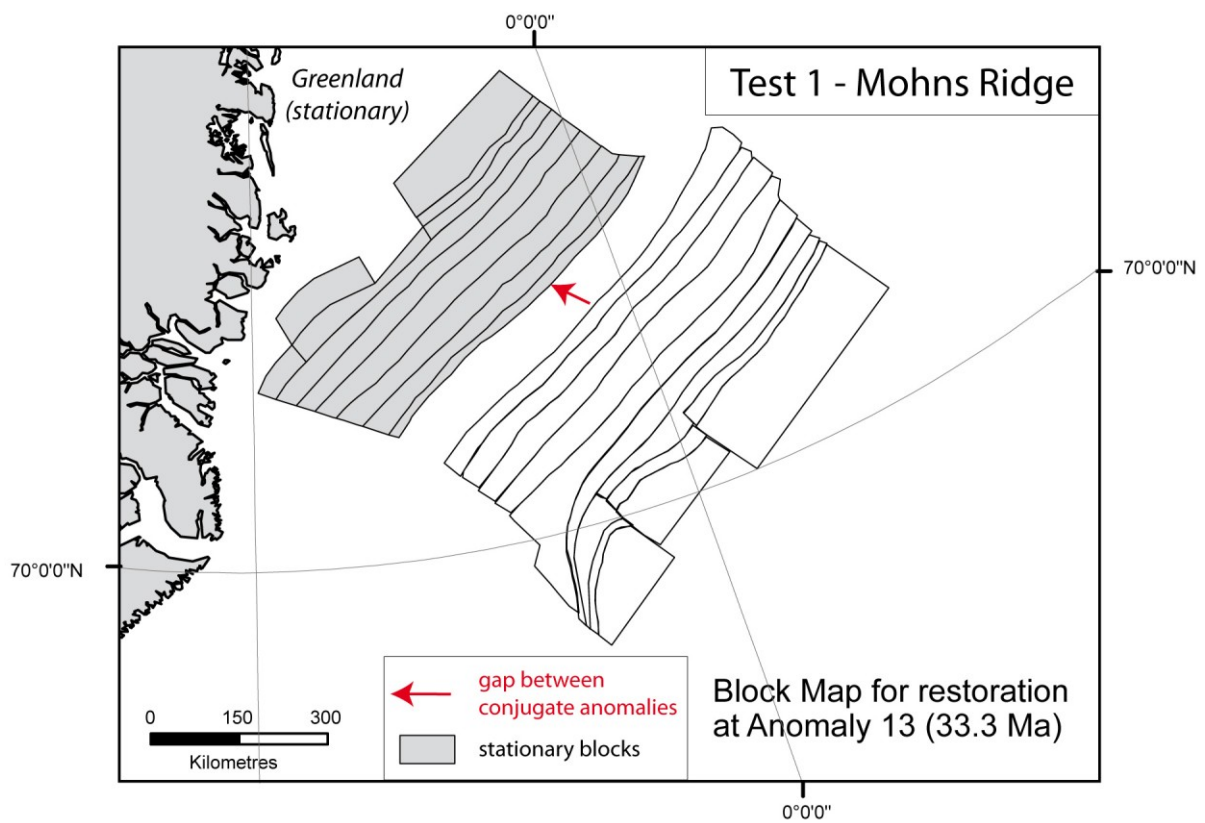 0°0'0"
Greenland
(stationary)
Test 1 - Mohns Ridge
70°0'0"N
70°0'0"N
gap between
conjugate anomalies
stationary blocks
0 150 300
Kilometres
Block Map for restoration
at Anomaly 13 (33.3 Ma)
0°0'0"